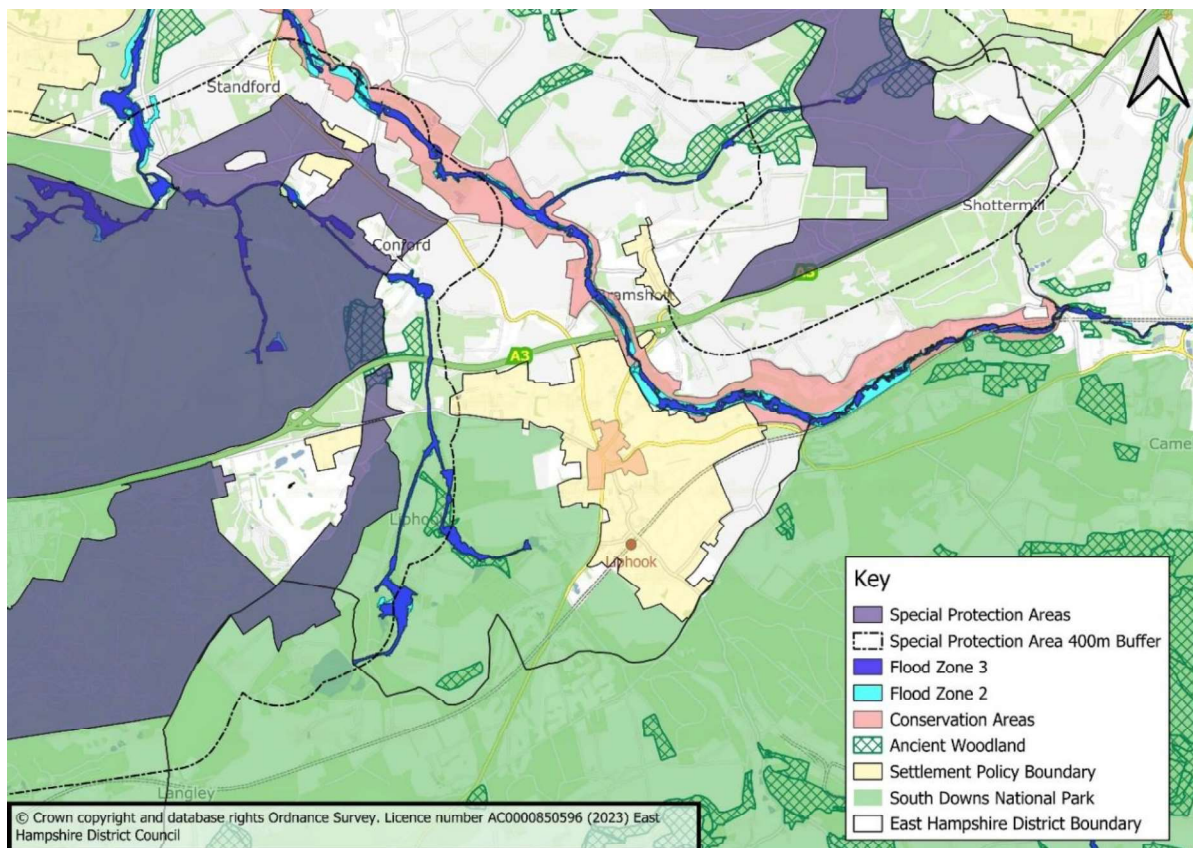 Standford
Conford
Shottermill
A3
Bramshott
A3
Liphook
Liphook
Langley
Key
Special Protection Areas
Special Protection Area 400m Buffer
Flood Zone 3
Flood Zone 2
Conservation Areas
Ancient Woodland
Settlement Policy Boundary
South Downs National Park
East Hampshire District Boundary
© Crown copyright and database rights Ordnance Survey. Licence number AC0000850596 (2023) East
Hampshire District Council